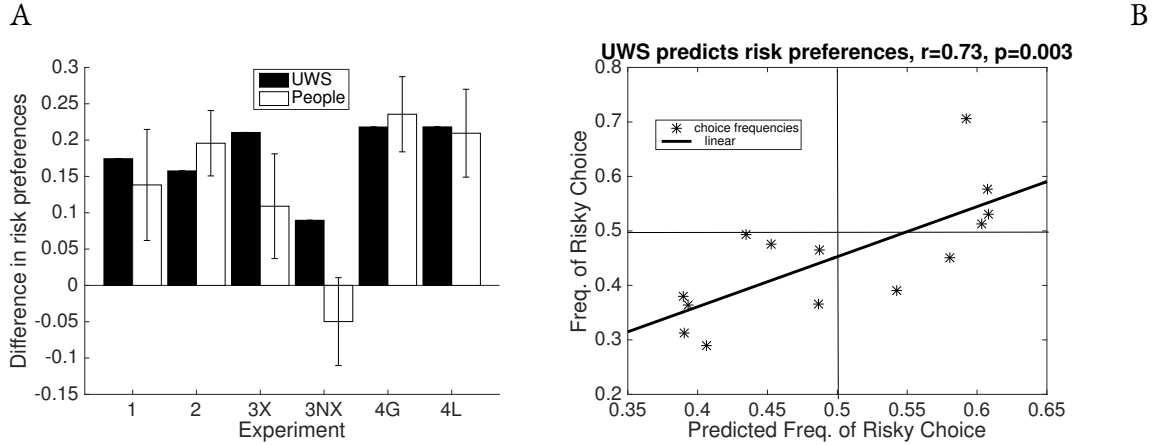 A
B
UWS
People
0.3
0.25
0.2
0.15
0.1
0.05
0
-0.05
-0.1
-0.15
Difference in risk preferences
1 2 3X 3NX 4G 4L
Experiment
UWS predicts risk preferences, r=0.73, p=0.003
choice frequencies
linear
0.8
0.7
0.6
0.5
0.4
0.3
0.2
Freq. of Risky Choice
0.35 0.4 0.45 0.5 0.55 0.6 0.65
Predicted Freq. of Risky Choice